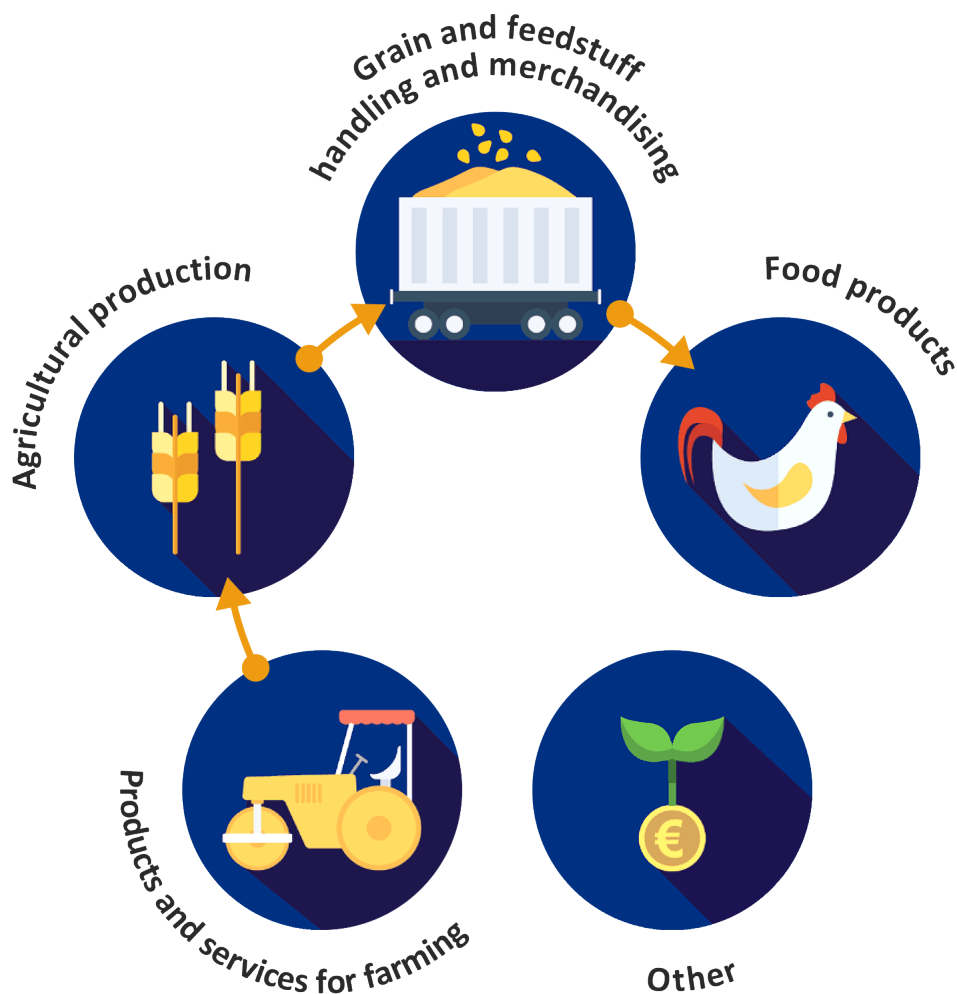 Grain and feedstuff
handling and merchandising
Agricultural production
Food products
Products and services for farming
€
Other